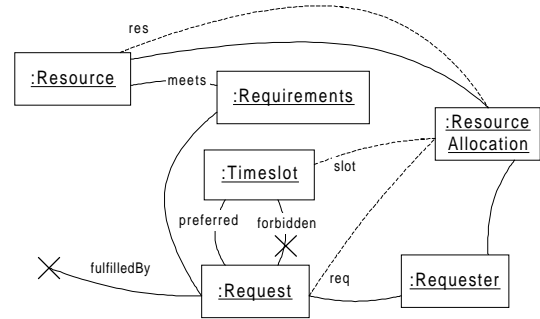 res
:Resource
meets
:Requirements
:Resource
Allocation
:Timeslot
slot
preferred
forbidden
fulfilledBy
:Request
req
:Requester